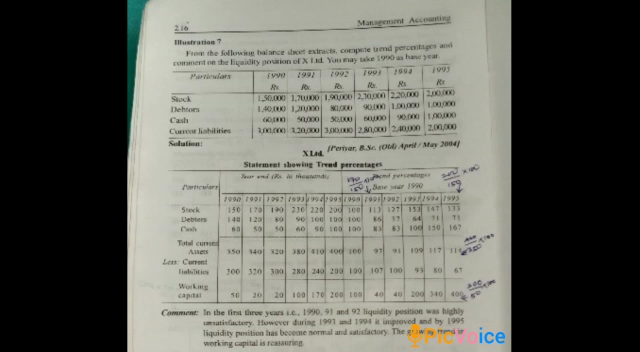 2.16
Management Accounting
Illustration 7
From the following balance sheet extracts, compute trend percentages and
comment on the liquidity position of X Ltd. You may take 1990 as base year.
Particulars 1990 1991 1992 1993 1994 1995
Rs. Rs. Rs. Rs. Rs. Rs.
Stock 1,50,000 1,70,000 1,90,000 2,30,000 2,20,000 2,00,000
Debtors 1,40,000 1,20,000 80,000 90,000 1,00,000 1,00,000
Cash 60,000 50,000 50,000 60,000 90,000 1,00,000
Current liabilities 3,00,000 3,20,000 3,00,000 2,80,000 2,40,000 2,00,000
[Periyar, B.Sc. (Old) April / May 2004]
Solution:
X Ltd.
Statement showing Trend percentages
Particulars Year end (Rs. in thousands) Trend percentages
Base year 1990
1990 1991 1992 1993 1994 1995 1990 1991 1992 1993 1994 1995
Stock 150 170 190 230 220 200 100 113 127 153 147 133
Debtors 140 120 80 90 100 100 100 86 57 64 71 71
Cash 60 50 50 60 90 100 100 83 83 100 150 167
Total current
Assets 350 340 320 380 410 400 100 97 91 109 117
Less: Current
liabilities 300 320 300 280 240 200 100 107 100 93 80 67
Working
capital 50 20 20 100 170 200 100 40 40 200 340 400
Comment: In the first three years i.e., 1990, 91 and 92 liquidity position was highly
unsatisfactory. However during 1993 and 1994 it improved and by 1995
liquidity position has become normal and satisfactory. The growing trend in
working capital is reassuring.
PicVoice